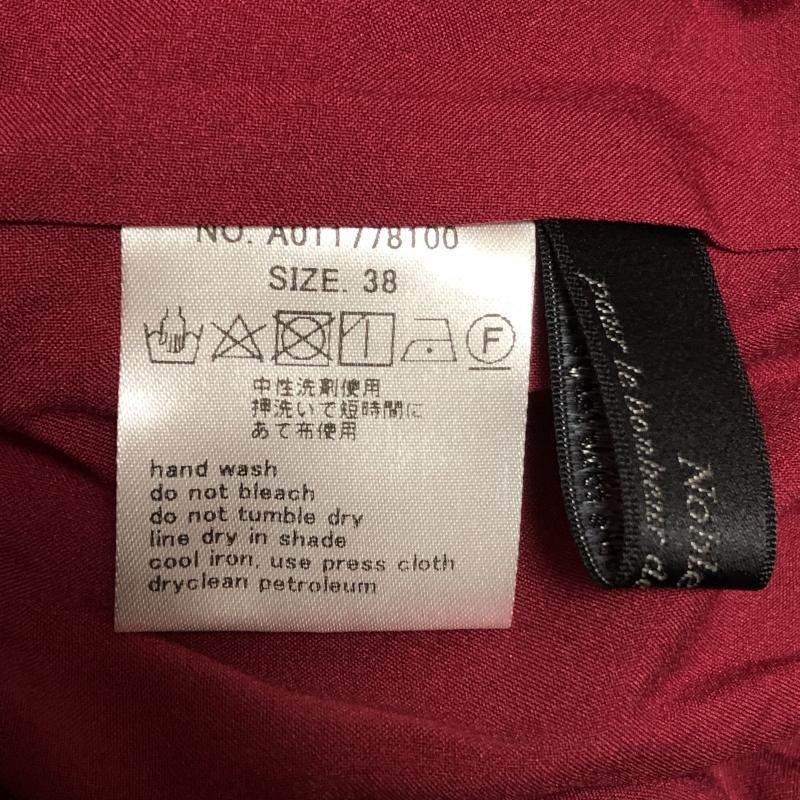 NO. A011778100
SIZE. 38
F
中性洗剤使用
押洗いで短時間に
あて布使用
hand wash
do not bleach
do not tumble dry
line dry in shade
cool iron, use press cloth
dryclean petroleum
pour le bonheur
Noble